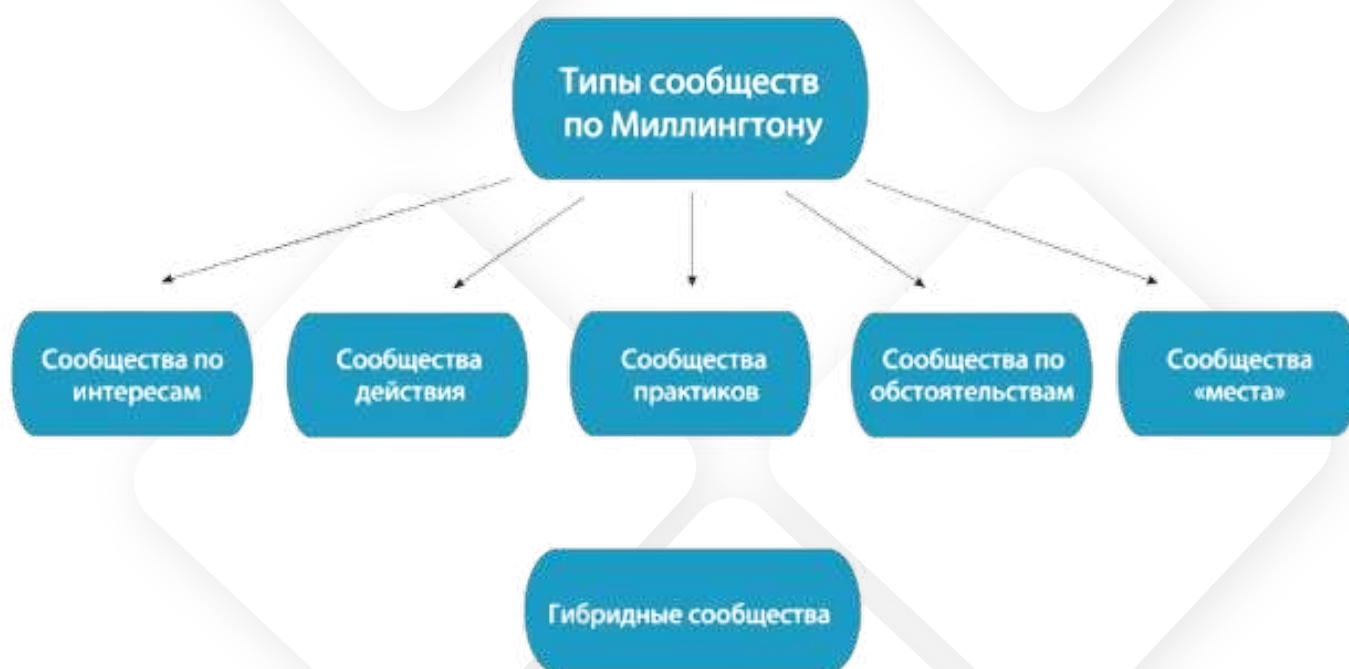 Типы сообществ
по Миллингтону
Сообщества по
интересам
Сообщества
действия
Сообщества
практиков
Сообщества по
обстоятельствам
Сообщества
«места»
Гибридные сообщества